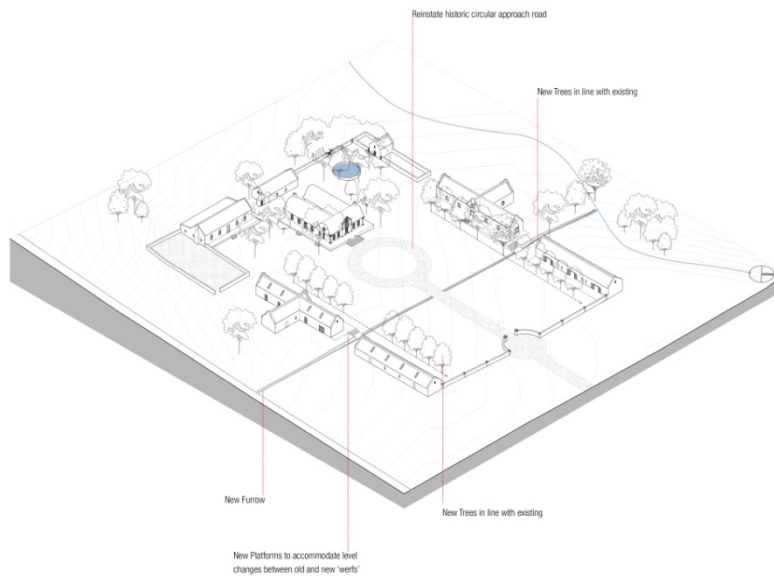 Reinstate historic circular approach road
New Trees in line with existing
New Furrow
New Trees in line with existing
New Platforms to accommodate level
changes between old and new ‘werfs’